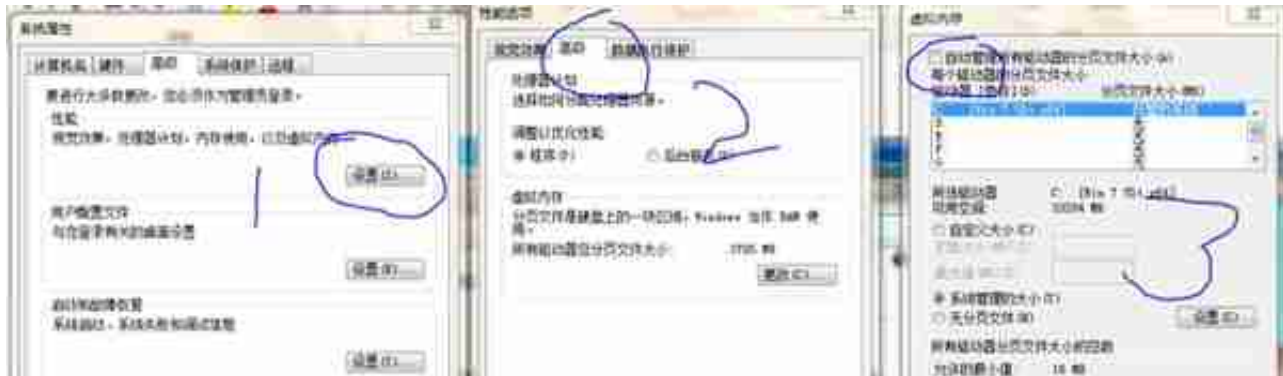 系统属性
计算机名 硬件 高级 系统保护 远程
要进行大多数更改，您必须作为管理员登录。
性能
视觉效果，处理器计划，内存使用，以及虚拟内存
设置(S)...
1
用户配置文件
与您登录有关的桌面设置
设置(E)...
启动和故障恢复
系统启动、系统失败和调试信息
设置(T)...
性能选项
视觉效果 高级 数据执行保护
处理器计划
选择如何分配处理器资源。
2
调整以优化性能
程序(P)
虚拟内存
分页文件是硬盘上的一块区域，Windows 当作 RAM 使用。
所有驱动器总分页文件大小:
MB
更改(C)...
虚拟内存
自动管理所有驱动器的分页文件大小(A)
每个驱动器的分页文件大小
驱动器 [卷标](D) 分页文件大小(MB)
所选驱动器 C:
可用空间: MB
自定义大小(C)
3
系统管理的大小(Y)
无分页文件(N)
设置(S)
所有驱动器分页文件大小的总数
允许的最小值 16 MB